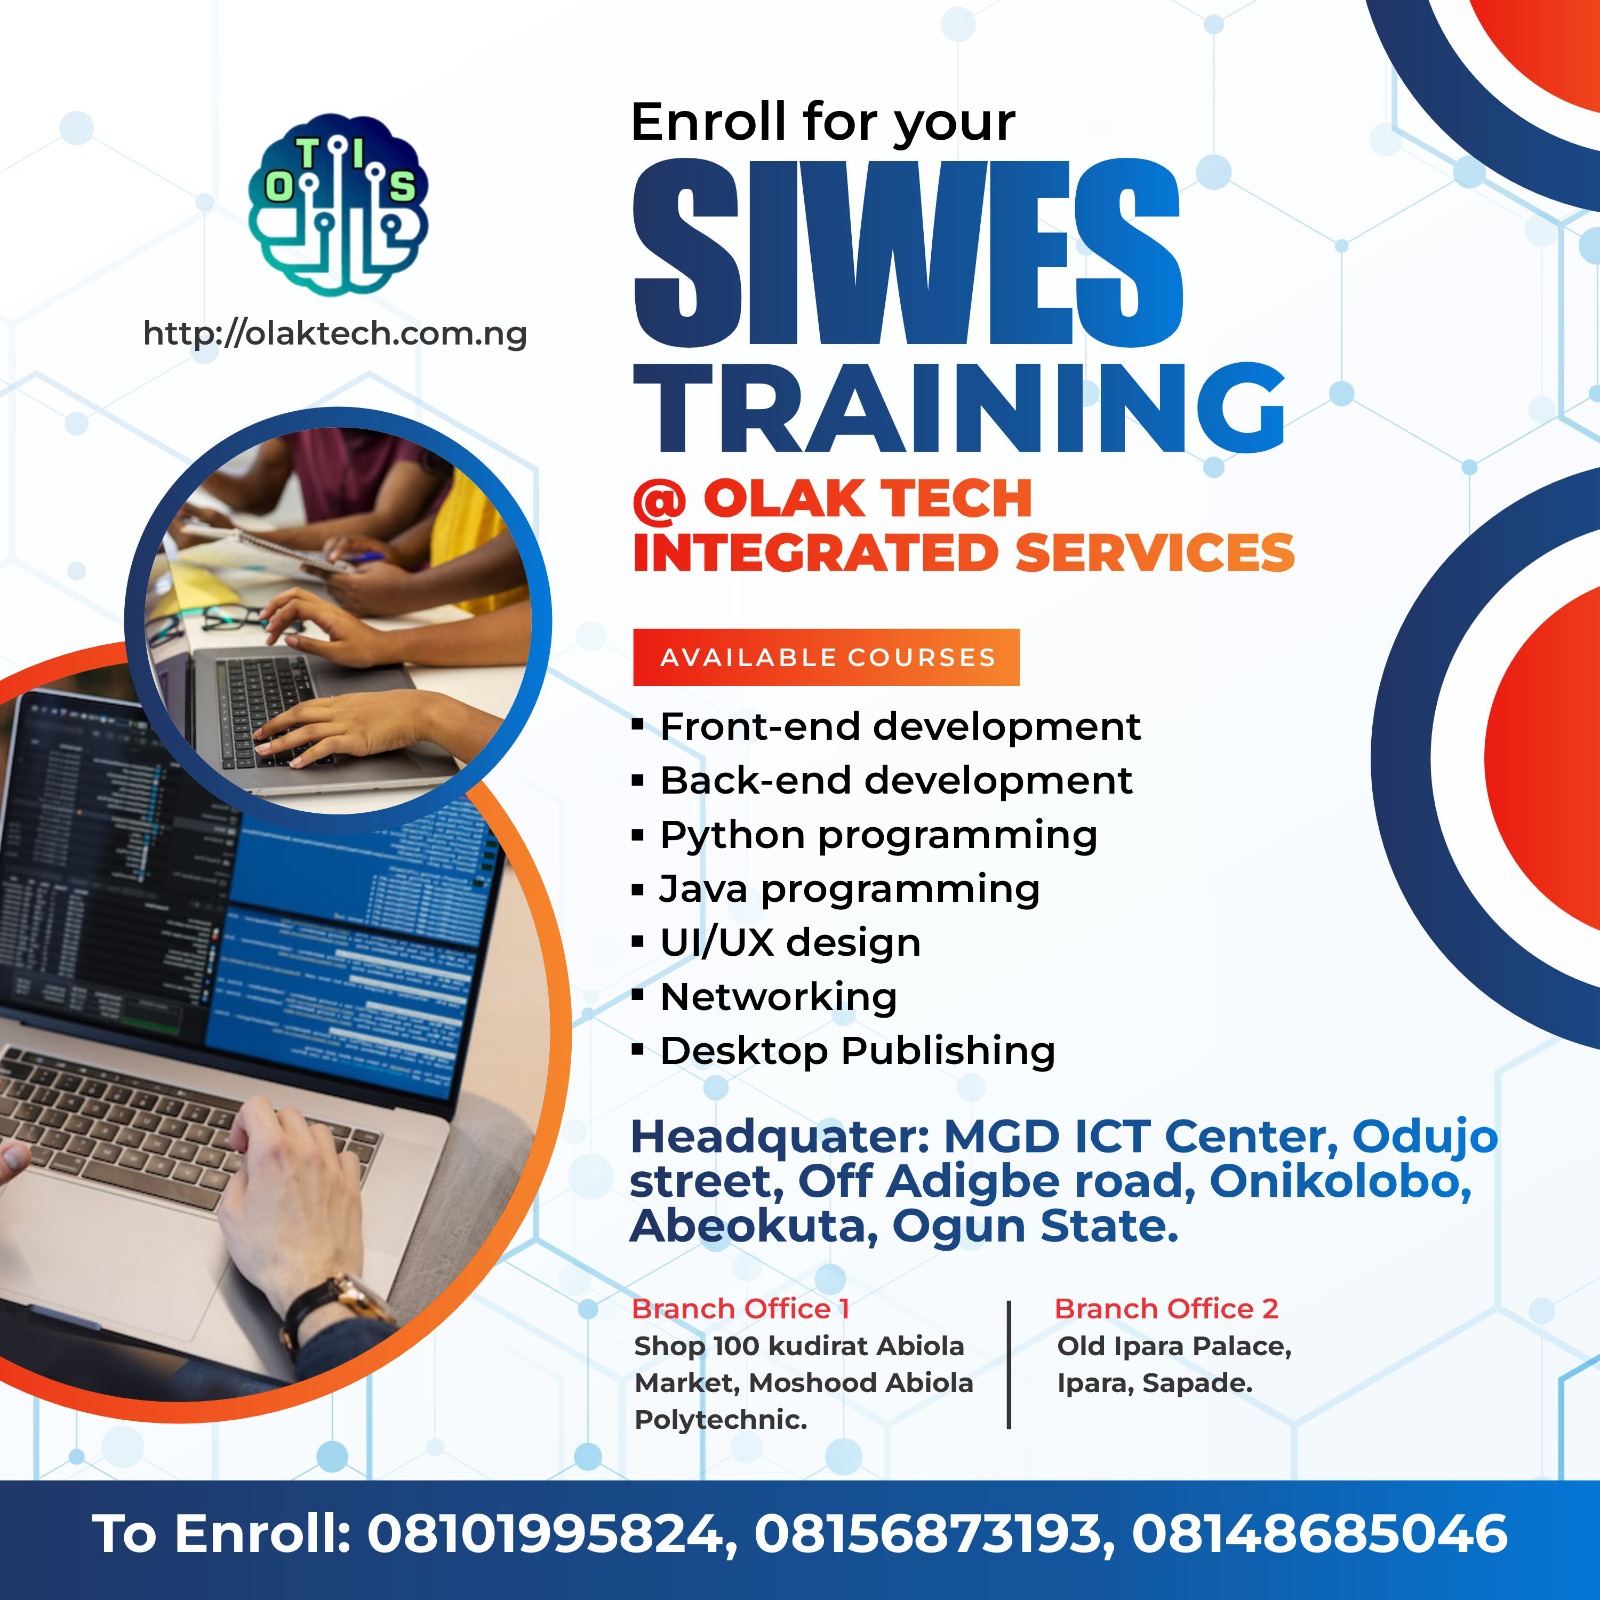 O T I S
http://olaktech.com.ng
Enroll for your
SIWES
TRAINING
@ OLAK TECH
INTEGRATED SERVICES
AVAILABLE COURSES
▪ Front-end development
▪ Back-end development
▪ Python programming
▪ Java programming
▪ UI/UX design
▪ Networking
▪ Desktop Publishing
Headquater: MGD ICT Center, Odujo
street, Off Adigbe road, Onikolobo,
Abeokuta, Ogun State.
Branch Office 1
Shop 100 kudirat Abiola
Market, Moshood Abiola
Polytechnic.
Branch Office 2
Old Ipara Palace,
Ipara, Sapade.
To Enroll: 08101995824, 08156873193, 08148685046